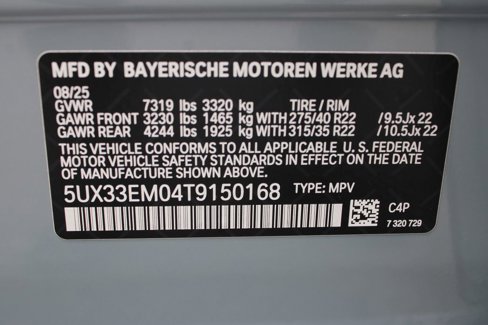 MFD BY BAYERISCHE MOTOREN WERKE AG
08/25
GVWR 7319 lbs 3320 kg TIRE / RIM
GAWR FRONT 3230 lbs 1465 kg WITH 275/40 R22 /9.5Jx 22
GAWR REAR 4244 lbs 1925 kg WITH 315/35 R22 /10.5Jx 22
THIS VEHICLE CONFORMS TO ALL APPLICABLE U. S. FEDERAL
MOTOR VEHICLE SAFETY STANDARDS IN EFFECT ON THE DATE
OF MANUFACTURE SHOWN ABOVE.
5UX33EM04T9150168 TYPE: MPV
C4P
7 320 729